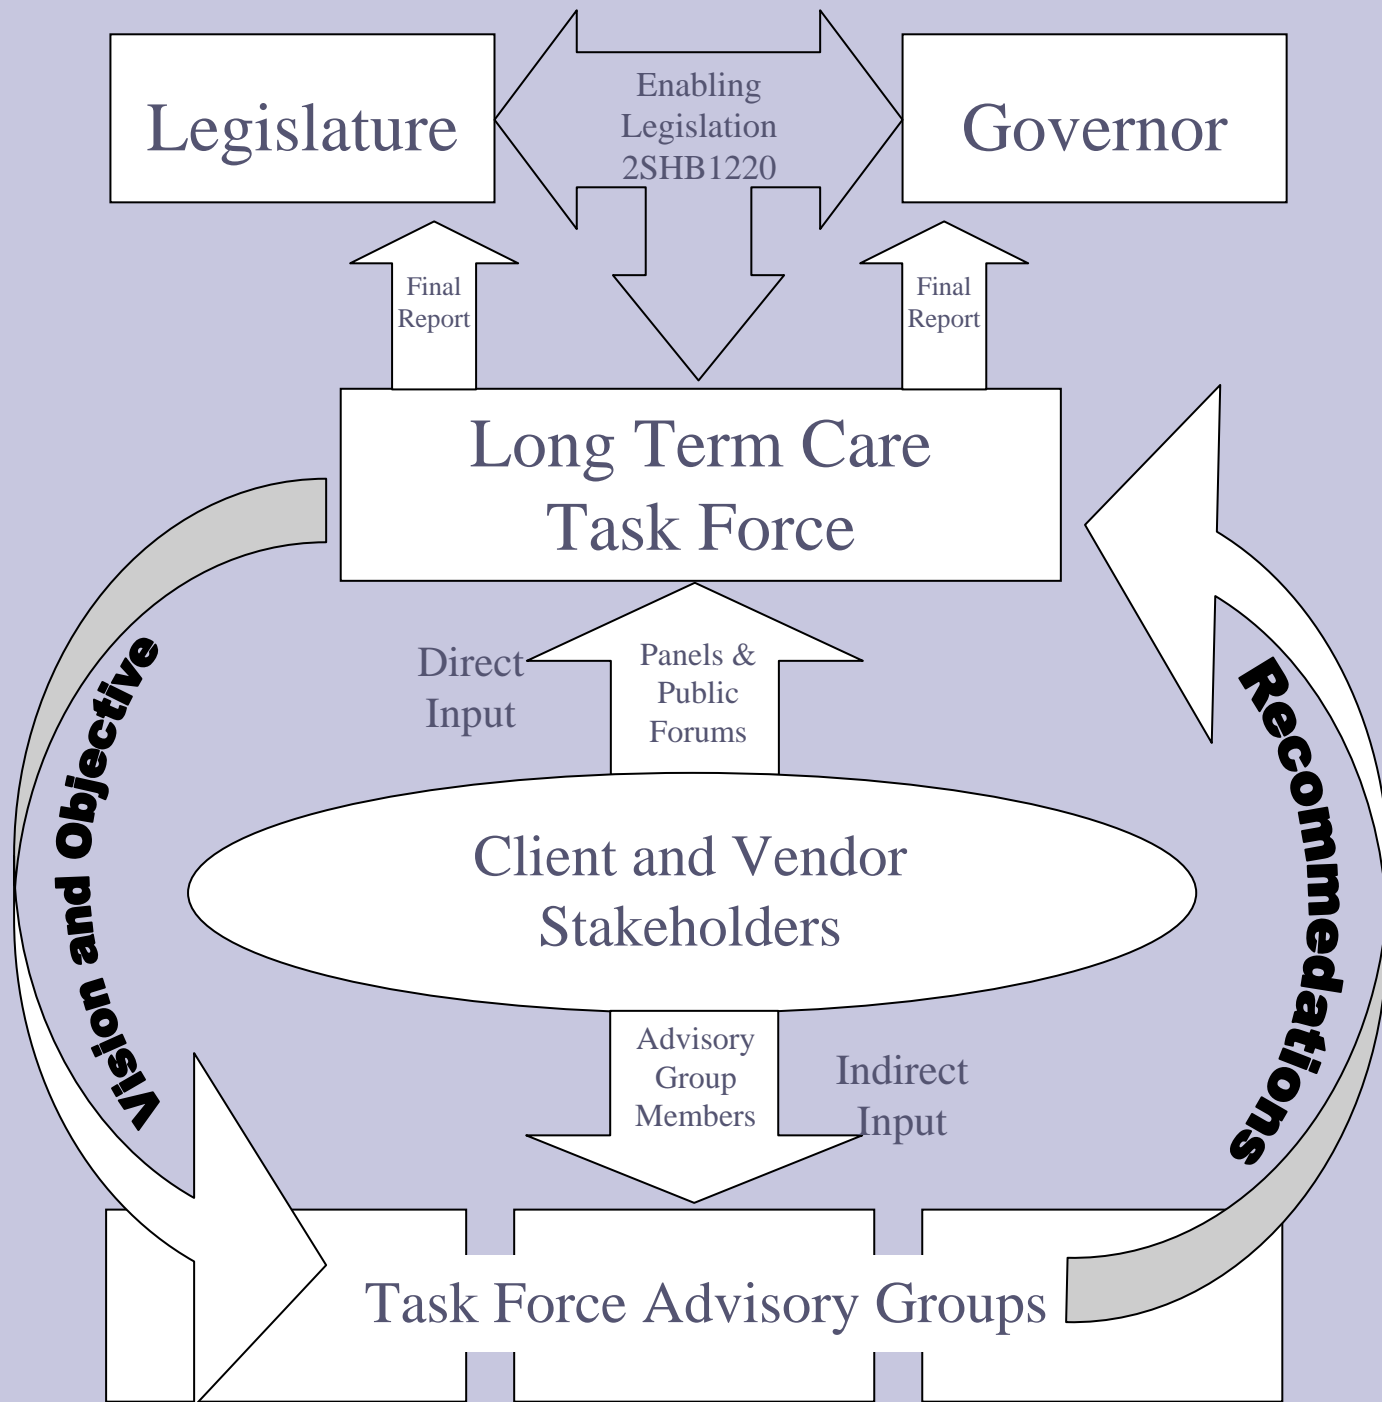 Legislature
Enabling
Legislation
2SHB1220
Governor
Final
Report
Final
Report
Long Term Care
Task Force
Direct
Input
Panels &
Public
Forums
Vision and Objective
Recommedations
Client and Vendor
Stakeholders
Advisory
Group
Members
Indirect
Input
Task Force Advisory Groups